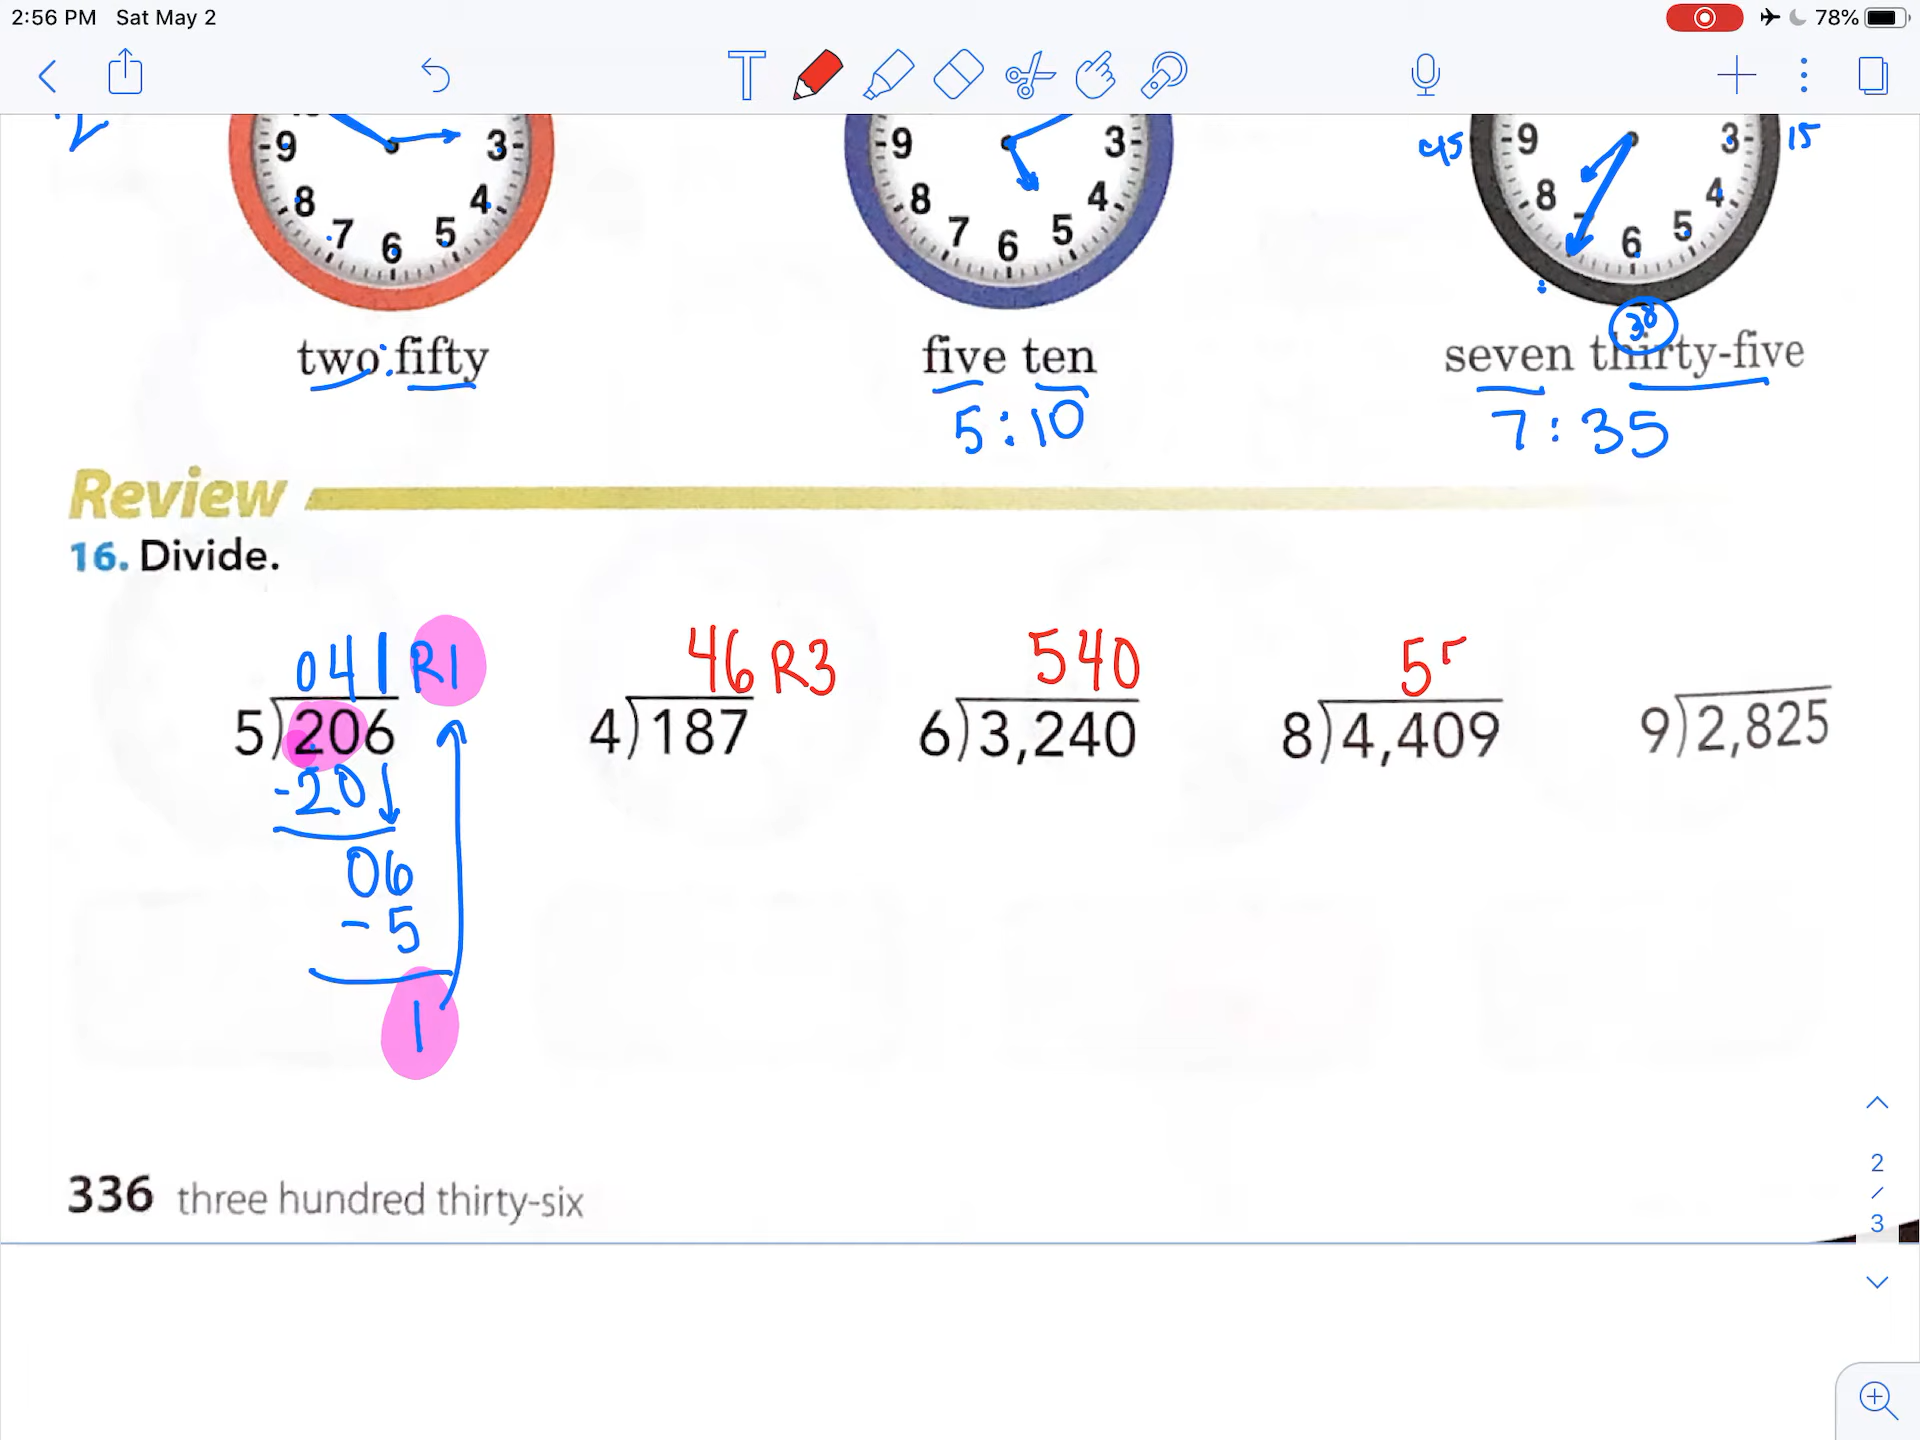 2:56 PM Sat May 2 78%
T
2 9 3 9 3 45 9 3 15
8 4 8 4 8 4
7 6 5 7 6 5 6 5
38
two : fifty five ten seven thirty-five
5:10 7:35
Review
16. Divide.
041 R1 46 R3 540 5
5)206 4)187 6)3,240 8)4,409 9)2,825
-20
06
-5
1
336 three hundred thirty-six
2
/
3